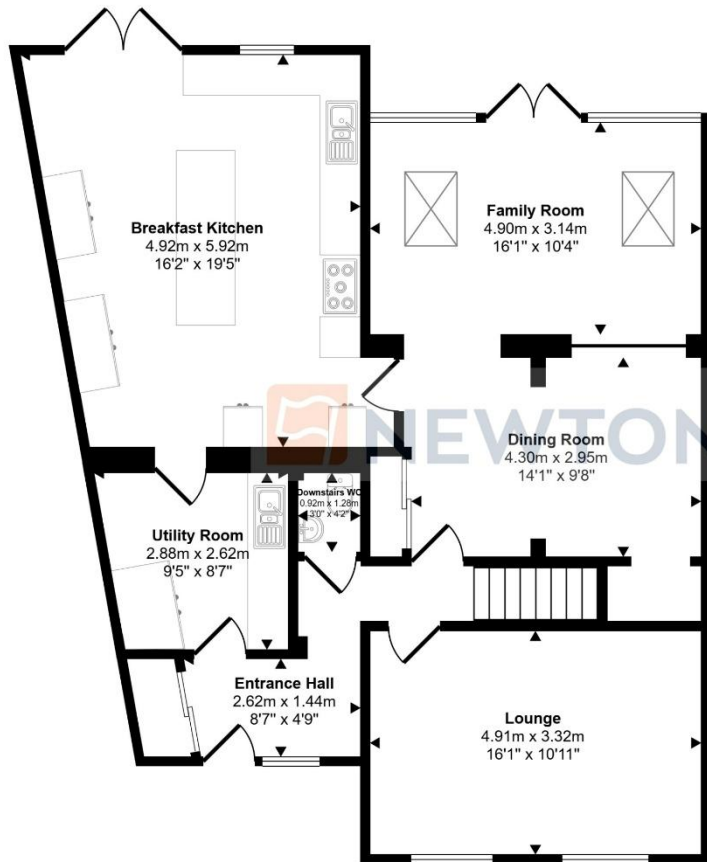 Breakfast Kitchen
4.92m x 5.92m
16'2" x 19'5"
Family Room
4.90m x 3.14m
16'1" x 10'4"
NEWTON
Dining Room
4.30m x 2.95m
14'1" x 9'8"
Downstairs WC
0.92m x 1.28m
3'0" x 4'2"
Utility Room
2.88m x 2.62m
9'5" x 8'7"
Entrance Hall
2.62m x 1.44m
8'7" x 4'9"
Lounge
4.91m x 3.32m
16'1" x 10'11"